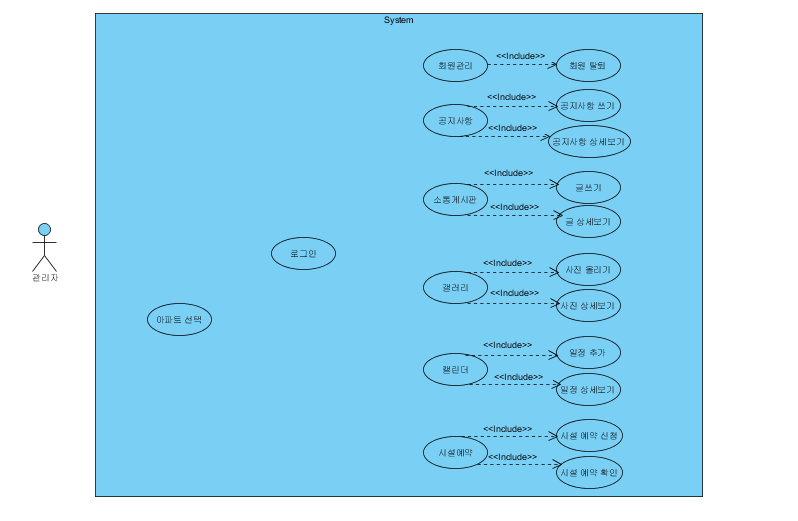 System
회원관리
<<Include>>
회원 탈퇴
공지사항
<<Include>>
공지사항 쓰기
<<Include>>
공지사항 상세보기
소통게시판
<<Include>>
글쓰기
<<Include>>
글 상세보기
관리자
로그인
아파트 선택
갤러리
<<Include>>
사진 올리기
<<Include>>
사진 상세보기
캘린더
<<Include>>
일정 추가
<<Include>>
일정 상세보기
시설예약
<<Include>>
시설 예약 신청
<<Include>>
시설 예약 확인